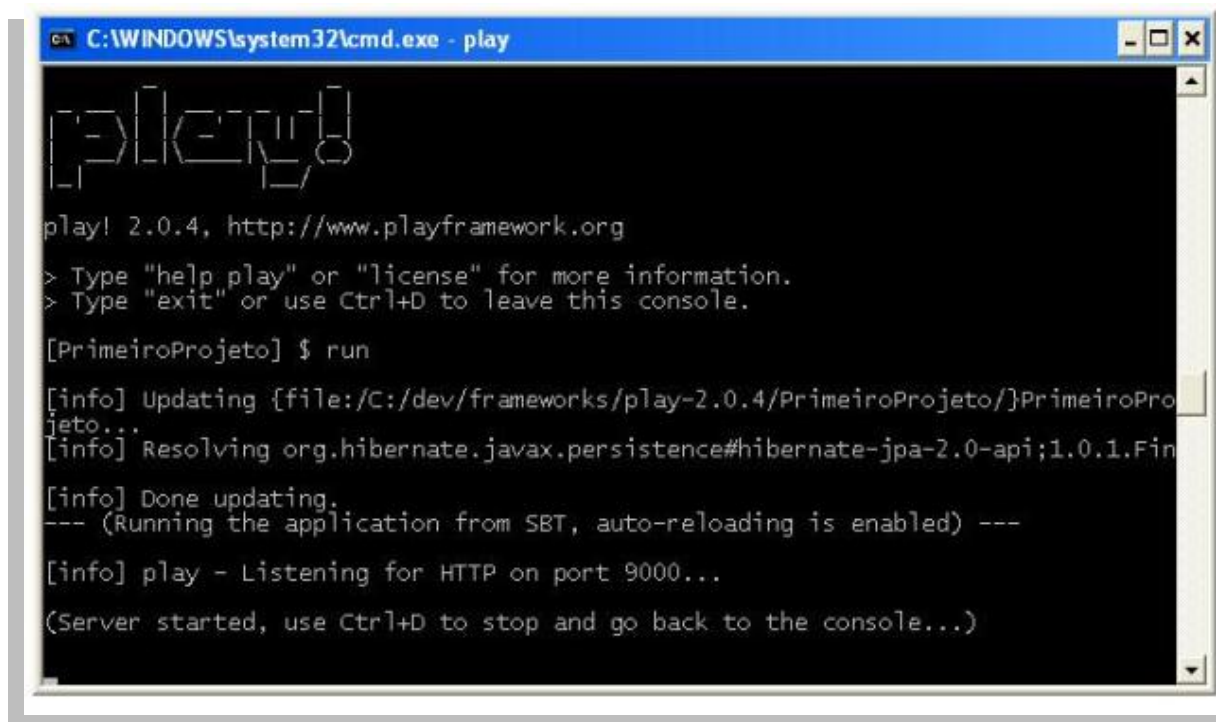 C:\WINDOWS\system32\cmd.exe - play
play!
play! 2.0.4, http://www.playframework.org
> Type "help play" or "license" for more information.
> Type "exit" or use Ctrl+D to leave this console.
[PrimeiroProjeto] $ run
[info] Updating {file:/C:/dev/frameworks/play-2.0.4/PrimeiroProjeto/}PrimeiroPro
jeto...
[info] Resolving org.hibernate.javax.persistence#hibernate-jpa-2.0-api;1.0.1.Fin
[info] Done updating.
--- (Running the application from SBT, auto-reloading is enabled) ---
[info] play - Listening for HTTP on port 9000...
(Server started, use Ctrl+D to stop and go back to the console...)